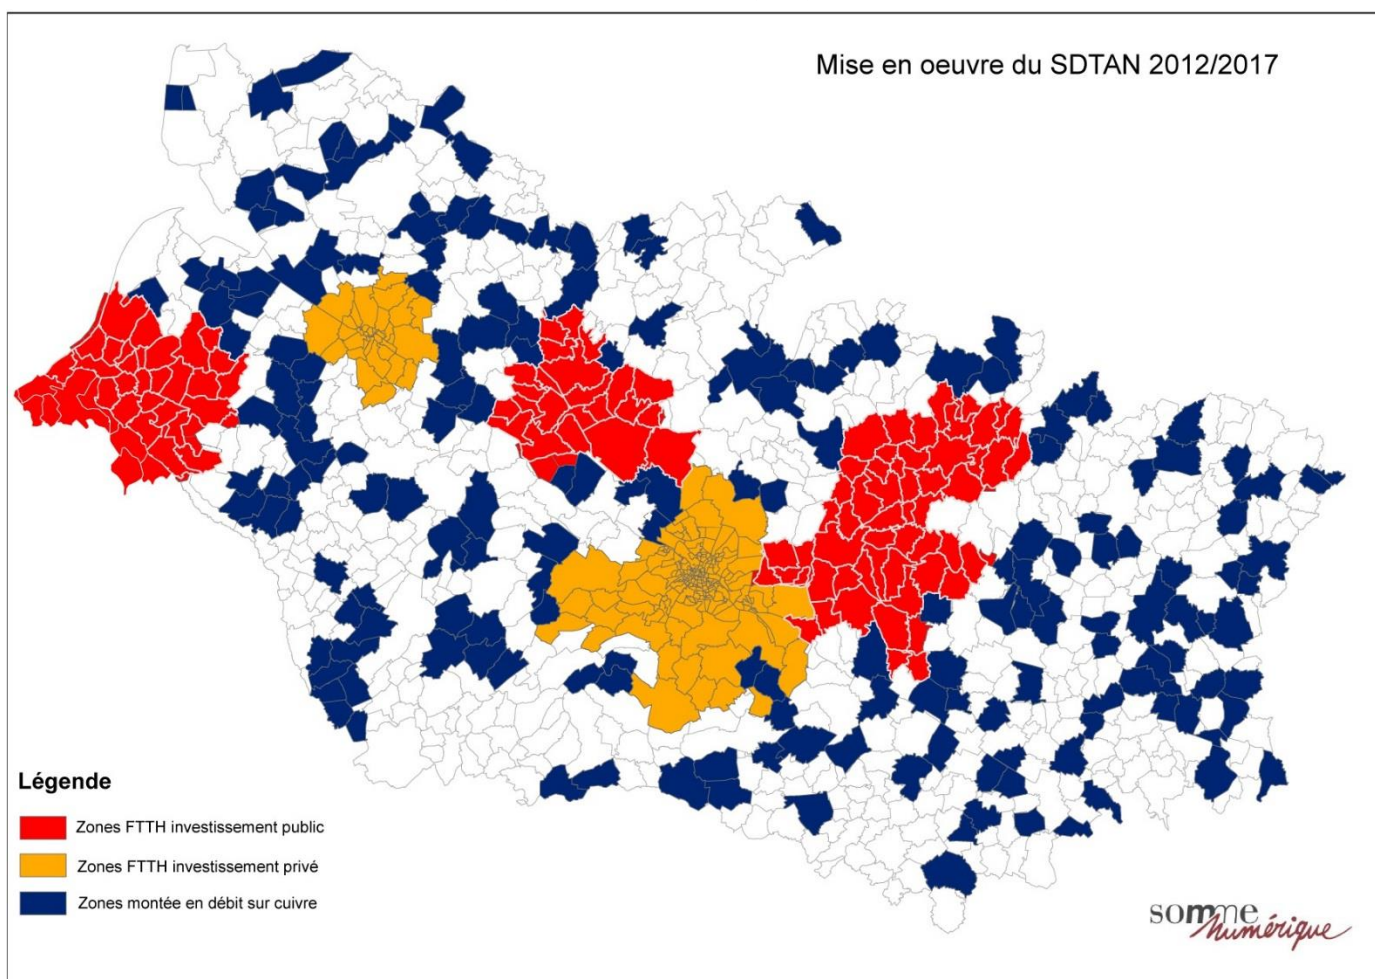 Mise en oeuvre du SDTAN 2012/2017
Légende
Zones FTTH investissement public
Zones FTTH investissement privé
Zones montée en débit sur cuivre
somme
numérique